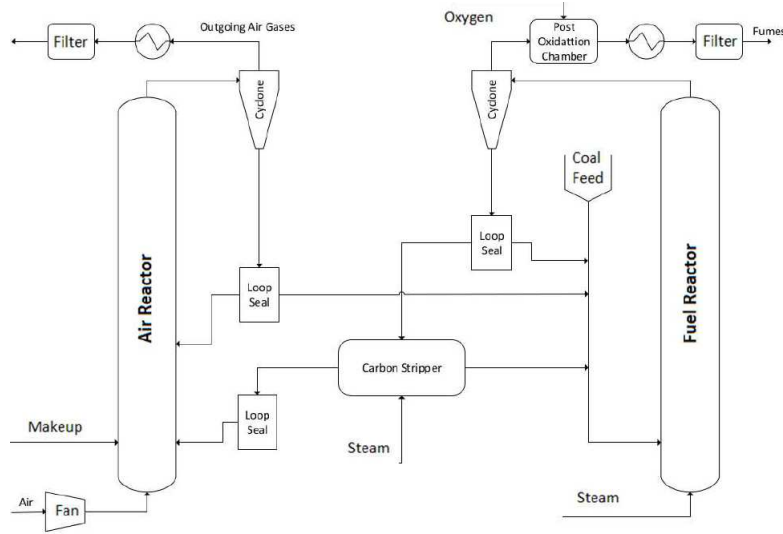 Oxygen
Filter
Outgoing Air Gases
Post
Oxidattion
Chamber
Filter
Fumes
Cyclone
Cyclone
Coal
Feed
Loop
Seal
Air Reactor
Loop
Seal
Fuel Reactor
Carbon Stripper
Loop
Seal
Makeup
Steam
Air
Fan
Steam